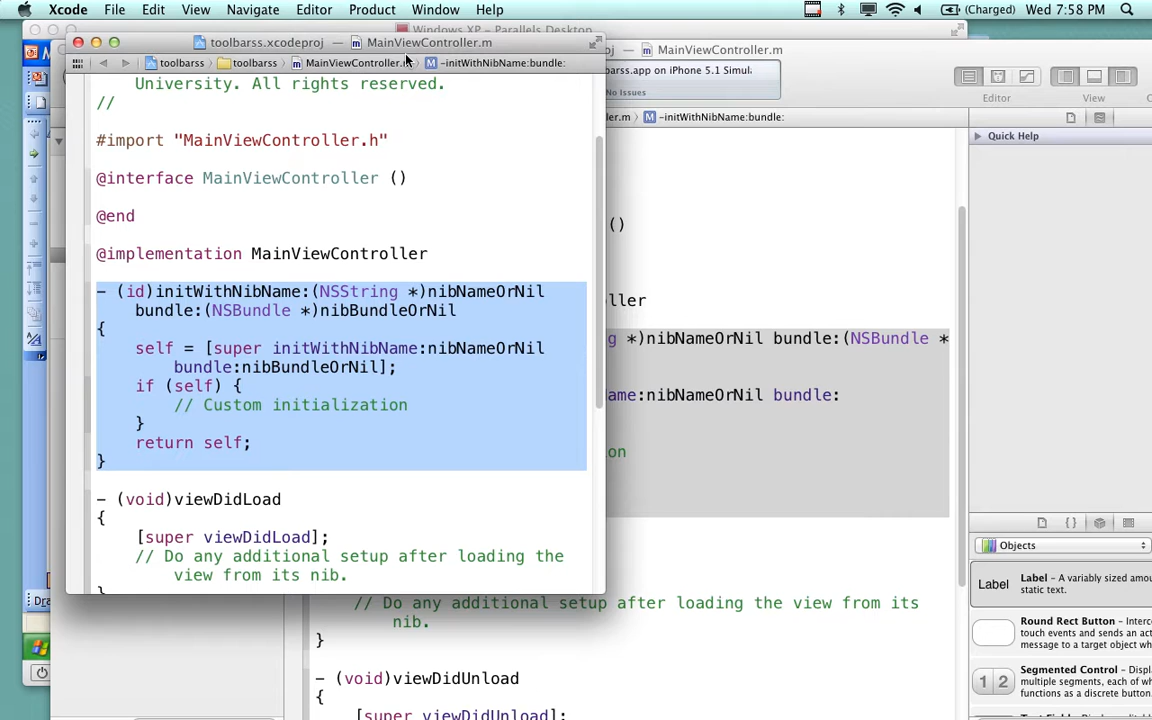 Xcode File Edit View Navigate Editor Product Window Help (Charged) Wed 7:58 PM
Windows XP - Parallels Desktop
toolbarss.xcodeproj — MainViewController.m
MainViewController.m
toolbarss toolbarss MainViewController.m M -initWithNibName:bundle:
barss.app on iPhone 5.1 Simul
No Issues
Editor View
ler.m M -initWithNibName:bundle:
Quick Help
University. All rights reserved.
//
#import "MainViewController.h"
@interface MainViewController ()
@end
@implementation MainViewController
- (id)initWithNibName:(NSString *)nibNameOrNil
bundle:(NSBundle *)nibBundleOrNil
{
self = [super initWithNibName:nibNameOrNil
bundle:nibBundleOrNil];
if (self) {
// Custom initialization
}
return self;
}
- (void)viewDidLoad
{
[super viewDidLoad];
// Do any additional setup after loading the
view from its nib.
}
()
ller
g *)nibNameOrNil bundle:(NSBundle *
ame:nibNameOrNil bundle:
on
// Do any additional setup after loading the view from its
nib.
}
- (void)viewDidUnload
{
[super viewDidUnload];
{ }
Objects
Label
Label - A variably sized amou
static text.
Round Rect Button - Interc
touch events and sends an act
message to a target object wh
1 2
Segmented Control - Displ
multiple segments, each of wh
functions as a discrete button.
Dra